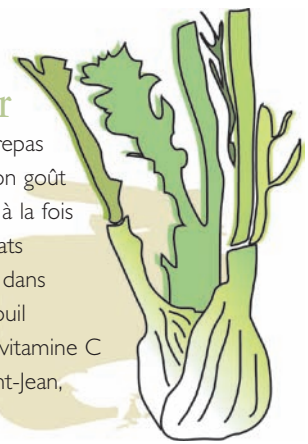 r
repas
on goût
à la fois
ats
dans
ouil
vitamine C
nt-Jean,